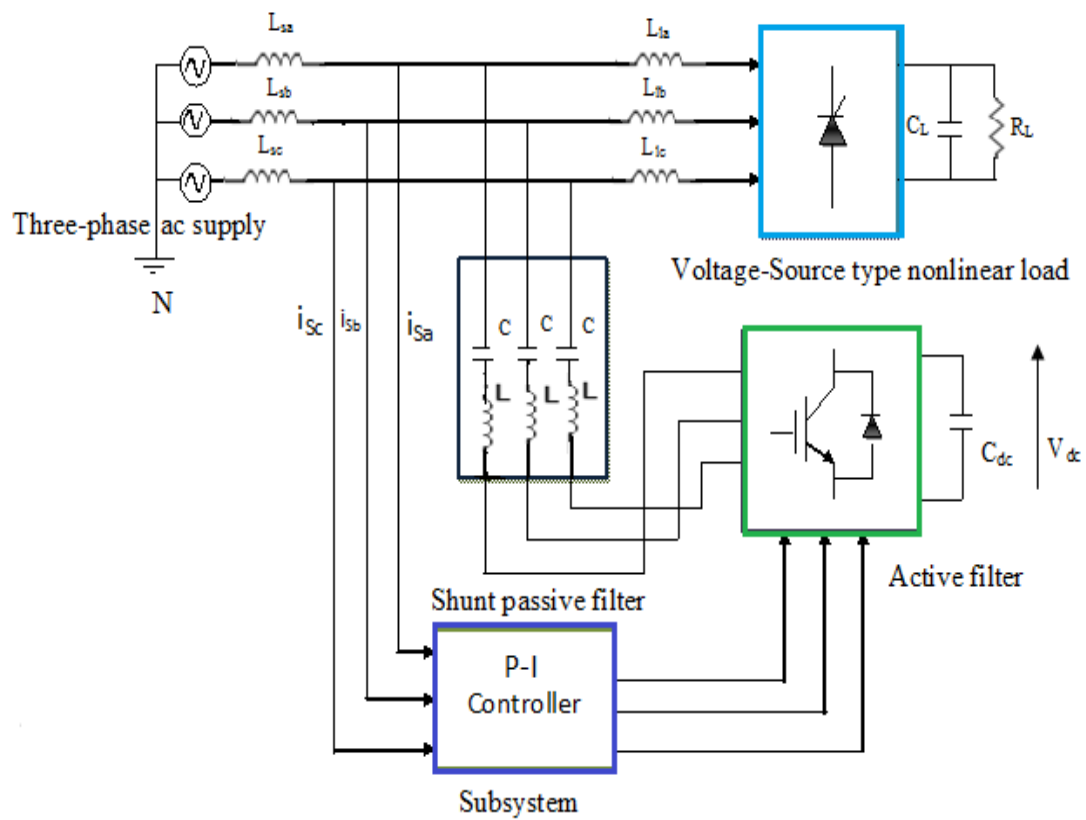 Lsa
L1a
Lsb
L1b
Lsc
L1c
CL
RL
Three-phase ac supply
N
Voltage-Source type nonlinear load
iSc
iSb
iSa
C
C
C
L
L
L
Cdc
Vdc
Active filter
Shunt passive filter
P-I
Controller
Subsystem